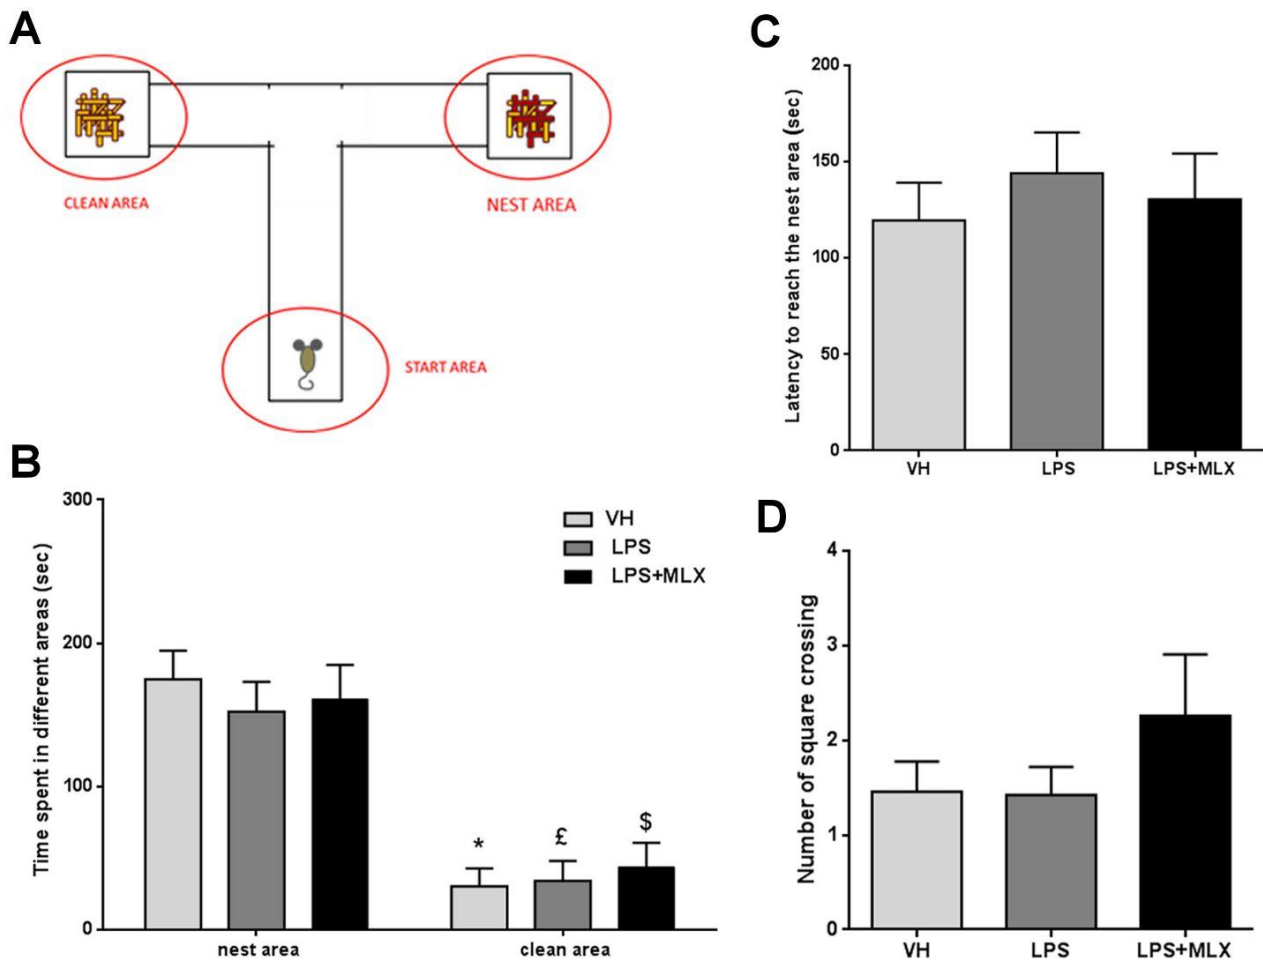 A
CLEAN AREA
NEST AREA
START AREA
B
Time spent in different areas (sec)
300
200
100
0
VH
LPS
LPS+MLX
*
£
$
nest area
clean area
C
Latency to reach the nest area (sec)
200
150
100
50
0
VH
LPS
LPS+MLX
D
Number of square crossing
4
3
2
1
0
VH
LPS
LPS+MLX